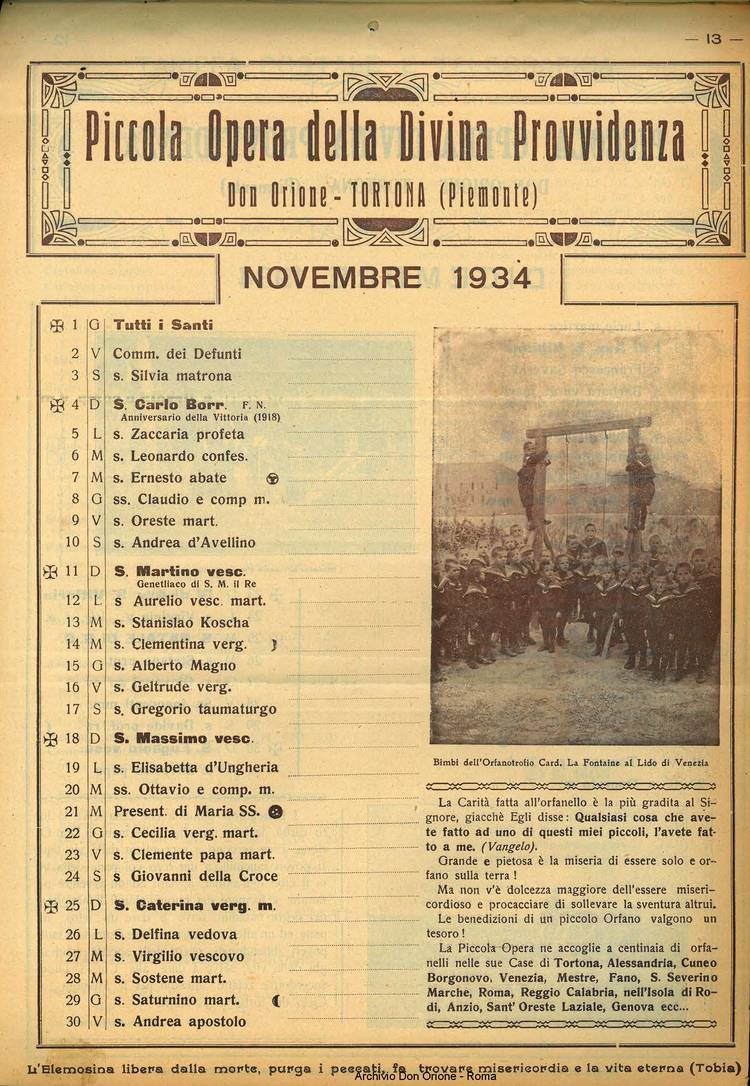 — 13 —
Piccola Opera della Divina Provvidenza
Don Orione - TORTONA (Piemonte)
NOVEMBRE 1934
1 G Tutti i Santi
2 V Comm. dei Defunti
3 S s. Silvia matrona
4 D S. Carlo Borr. F. N.
Anniversario della Vittoria (1918)
5 L s. Zaccaria profeta
6 M s. Leonardo confes.
7 M s. Ernesto abate
8 G ss. Claudio e comp m.
9 V s. Oreste mart.
10 S s. Andrea d'Avellino
11 D S. Martino vesc.
Genetliaco di S. M. il Re
12 L s Aurelio vesc. mart.
13 M s. Stanislao Koscha
14 M s. Clementina verg.
15 G s. Alberto Magno
16 V s. Geltrude verg.
17 S s. Gregorio taumaturgo
18 D S. Massimo vesc.
19 L s. Elisabetta d'Ungheria
20 M ss. Ottavio e comp. m.
21 M Present. di Maria SS.
22 G s. Cecilia verg. mart.
23 V s. Clemente papa mart.
24 S s Giovanni della Croce
25 D S. Caterina verg. m.
26 L s. Delfina vedova
27 M s. Virgilio vescovo
28 M s. Sostene mart.
29 G s. Saturnino mart.
30 V s. Andrea apostolo
Bimbi dell'Orfanotrofio Card. La Fontaine al Lido di Venezia
La Carità fatta all'orfanello è la più gradita al Si-
gnore, giacchè Egli disse: Qualsiasi cosa che ave-
te fatto ad uno di questi miei piccoli, l'avete fat-
to a me. (Vangelo).
Grande e pietosa è la miseria di essere solo e or-
fano sulla terra !
Ma non v'è dolcezza maggiore dell'essere miseri-
cordioso e procacciare di sollevare la sventura altrui.
Le benedizioni di un piccolo Orfano valgono un
tesoro !
La Piccola Opera ne accoglie a centinaia di orfa-
nelli nelle sue Case di Tortona, Alessandria, Cuneo
Borgonovo, Venezia, Mestre, Fano, S. Severino
Marche, Roma, Reggio Calabria, nell'Isola di Ro-
di, Anzio, Sant' Oreste Laziale, Genova ecc...
L'Elemosina libera dalla morte, purga i peccati, fa trovare misericordia e la vita eterna (Tobia)
Archivio Don Orione - Roma